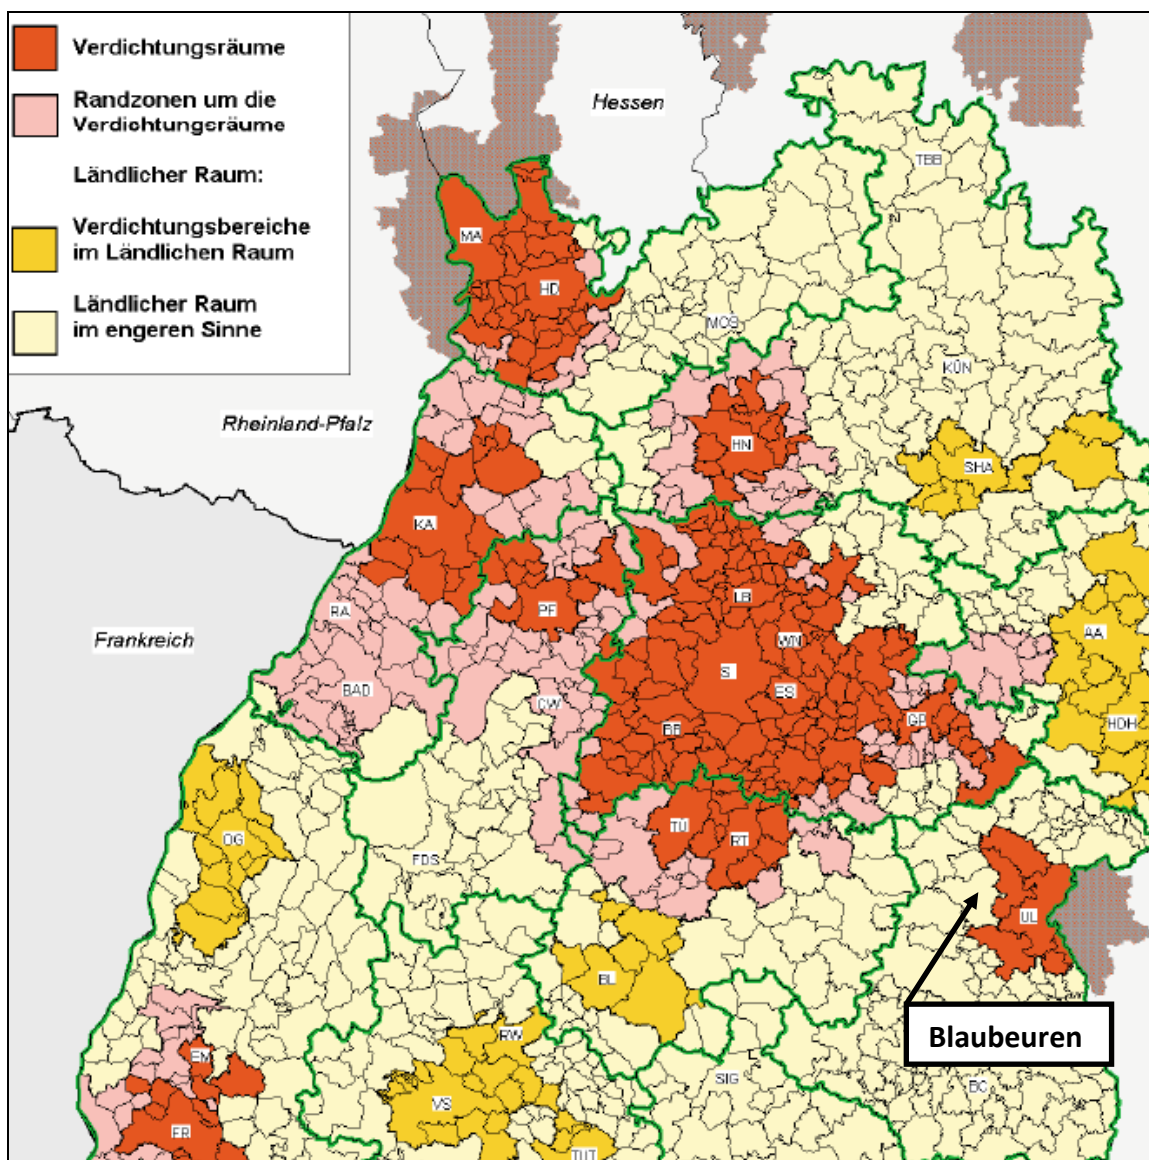 Verdichtungsräume
Randzonen um die
Verdichtungsräume
Ländlicher Raum:
Verdichtungsbereiche
im Ländlichen Raum
Ländlicher Raum
im engeren Sinne
Hessen
TBB
MA
HD
MOS
KÜN
Rheinland-Pfalz
HN
SHA
KA
LB
RA
PF
Frankreich
WN
AA
S
ES
BAD
CW
GP
HDH
BB
TÜ
RT
OG
FDS
UL
BL
Blaubeuren
RW
EM
SIG
BC
VS
FR
TUT